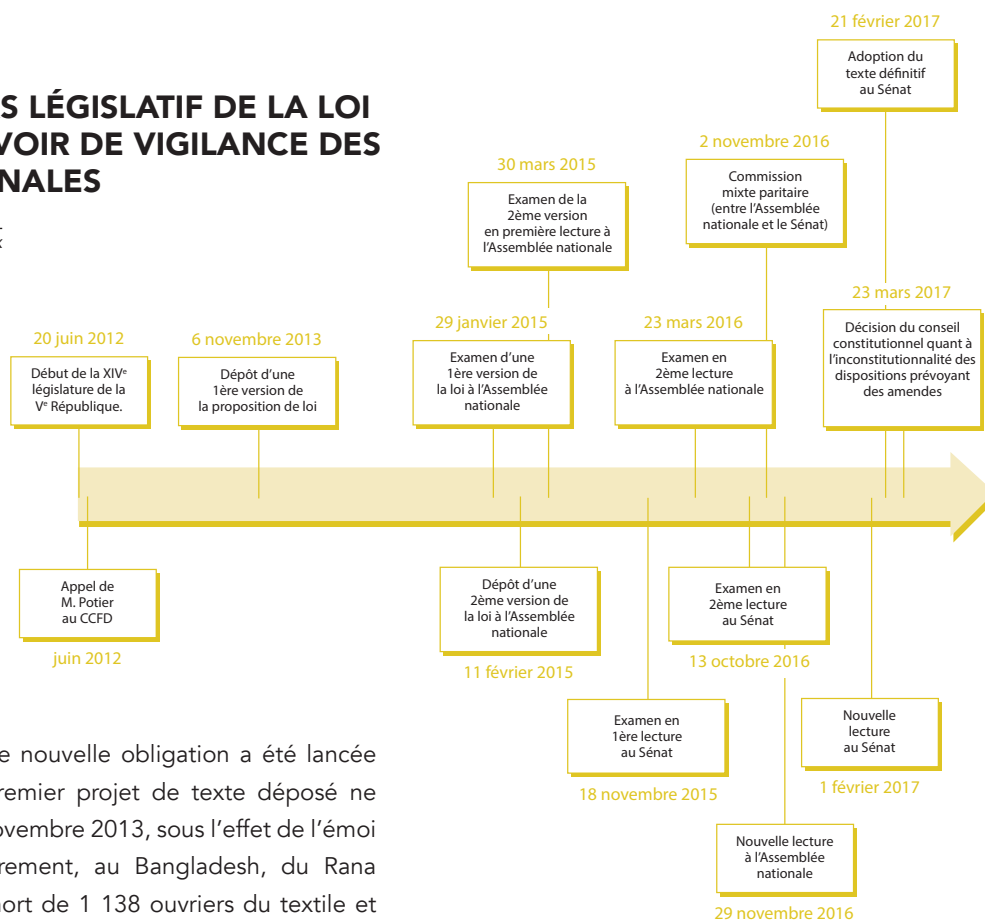 S LÉGISLATIF DE LA LOI
VOIR DE VIGILANCE DES
NALES
21 février 2017
Adoption du
texte définitif
au Sénat
2 novembre 2016
Commission
mixte paritaire
(entre l'Assemblée
nationale et le Sénat)
30 mars 2015
Examen de la
2ème version
en première lecture à
l'Assemblée nationale
20 juin 2012
Début de la XIVe
législature de la
Ve République.
6 novembre 2013
Dépôt d'une
1ère version de
la proposition de loi
29 janvier 2015
Examen d'une
1ère version de
la loi à l'Assemblée
nationale
23 mars 2016
Examen en
2ème lecture
à l'Assemblée nationale
23 mars 2017
Décision du conseil
constitutionnel quant à
l'inconstitutionnalité des
dispositions prévoyant
des amendes
Appel de
M. Potier
au CCFD
juin 2012
Dépôt d'une
2ème version de
la loi à l'Assemblée
nationale
11 février 2015
Examen en
1ère lecture
au Sénat
18 novembre 2015
Examen en
2ème lecture
au Sénat
13 octobre 2016
Nouvelle lecture
à l'Assemblée
nationale
29 novembre 2016
Nouvelle
lecture
au Sénat
1 février 2017
e nouvelle obligation a été lancée
remier projet de texte déposé ne
ovembre 2013, sous l'effet de l'émoi
rement, au Bangladesh, du Rana
ort de 1 138 ouvriers du textile et